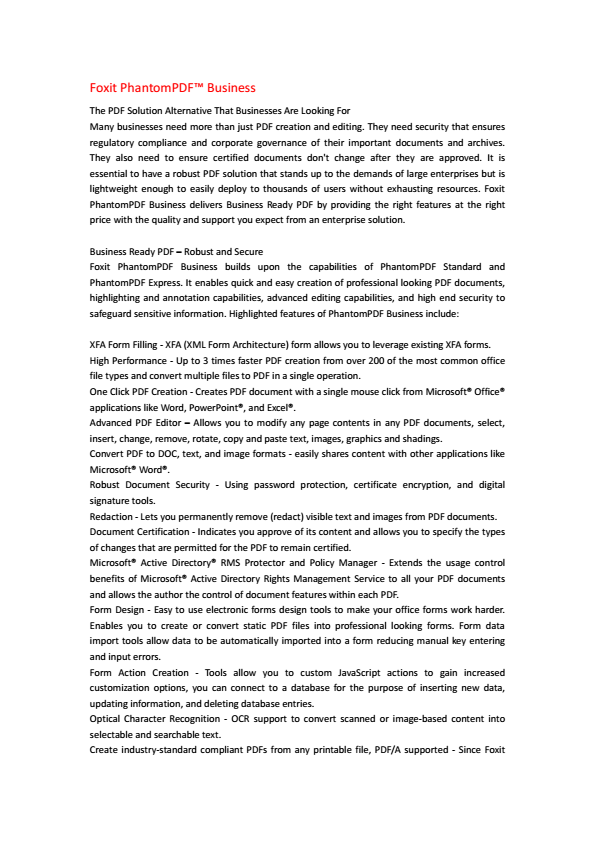 Foxit PhantomPDF™ Business
The PDF Solution Alternative That Businesses Are Looking For
Many businesses need more than just PDF creation and editing. They need security that ensures
regulatory compliance and corporate governance of their important documents and archives.
They also need to ensure certified documents don't change after they are approved. It is
essential to have a robust PDF solution that stands up to the demands of large enterprises but is
lightweight enough to easily deploy to thousands of users without exhausting resources. Foxit
PhantomPDF Business delivers Business Ready PDF by providing the right features at the right
price with the quality and support you expect from an enterprise solution.
Business Ready PDF – Robust and Secure
Foxit PhantomPDF Business builds upon the capabilities of PhantomPDF Standard and
PhantomPDF Express. It enables quick and easy creation of professional looking PDF documents,
highlighting and annotation capabilities, advanced editing capabilities, and high end security to
safeguard sensitive information. Highlighted features of PhantomPDF Business include:
XFA Form Filling - XFA (XML Form Architecture) form allows you to leverage existing XFA forms.
High Performance - Up to 3 times faster PDF creation from over 200 of the most common office
file types and convert multiple files to PDF in a single operation.
One Click PDF Creation - Creates PDF document with a single mouse click from Microsoft® Office®
applications like Word, PowerPoint®, and Excel®.
Advanced PDF Editor – Allows you to modify any page contents in any PDF documents, select,
insert, change, remove, rotate, copy and paste text, images, graphics and shadings.
Convert PDF to DOC, text, and image formats - easily shares content with other applications like
Microsoft® Word®.
Robust Document Security - Using password protection, certificate encryption, and digital
signature tools.
Redaction - Lets you permanently remove (redact) visible text and images from PDF documents.
Document Certification - Indicates you approve of its content and allows you to specify the types
of changes that are permitted for the PDF to remain certified.
Microsoft® Active Directory® RMS Protector and Policy Manager - Extends the usage control
benefits of Microsoft® Active Directory Rights Management Service to all your PDF documents
and allows the author the control of document features within each PDF.
Form Design - Easy to use electronic forms design tools to make your office forms work harder.
Enables you to create or convert static PDF files into professional looking forms. Form data
import tools allow data to be automatically imported into a form reducing manual key entering
and input errors.
Form Action Creation - Tools allow you to custom JavaScript actions to gain increased
customization options, you can connect to a database for the purpose of inserting new data,
updating information, and deleting database entries.
Optical Character Recognition - OCR support to convert scanned or image-based content into
selectable and searchable text.
Create industry-standard compliant PDFs from any printable file, PDF/A supported - Since Foxit